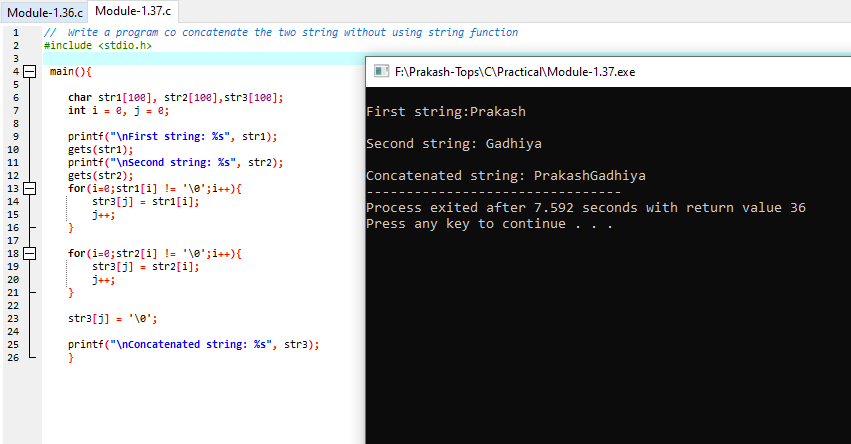 Module-1.36.c Module-1.37.c
1 // Write a program co concatenate the two string without using string function
2 #include <stdio.h>
3
4 main(){
5
6 char str1[100], str2[100],str3[100];
7 int i = 0, j = 0;
8
9 printf("\nFirst string: %s", str1);
10 gets(str1);
11 printf("\nSecond string: %s", str2);
12 gets(str2);
13 for(i=0;str1[i] != '\0';i++){
14 str3[j] = str1[i];
15 j++;
16 }
17
18 for(i=0;str2[i] != '\0';i++){
19 str3[j] = str2[i];
20 j++;
21 }
22
23 str3[j] = '\0';
24
25 printf("\nConcatenated string: %s", str3);
26 }
F:\Prakash-Tops\C\Practical\Module-1.37.exe
First string:Prakash
Second string: Gadhiya
Concatenated string: PrakashGadhiya
--------------------------------
Process exited after 7.592 seconds with return value 36
Press any key to continue . . .